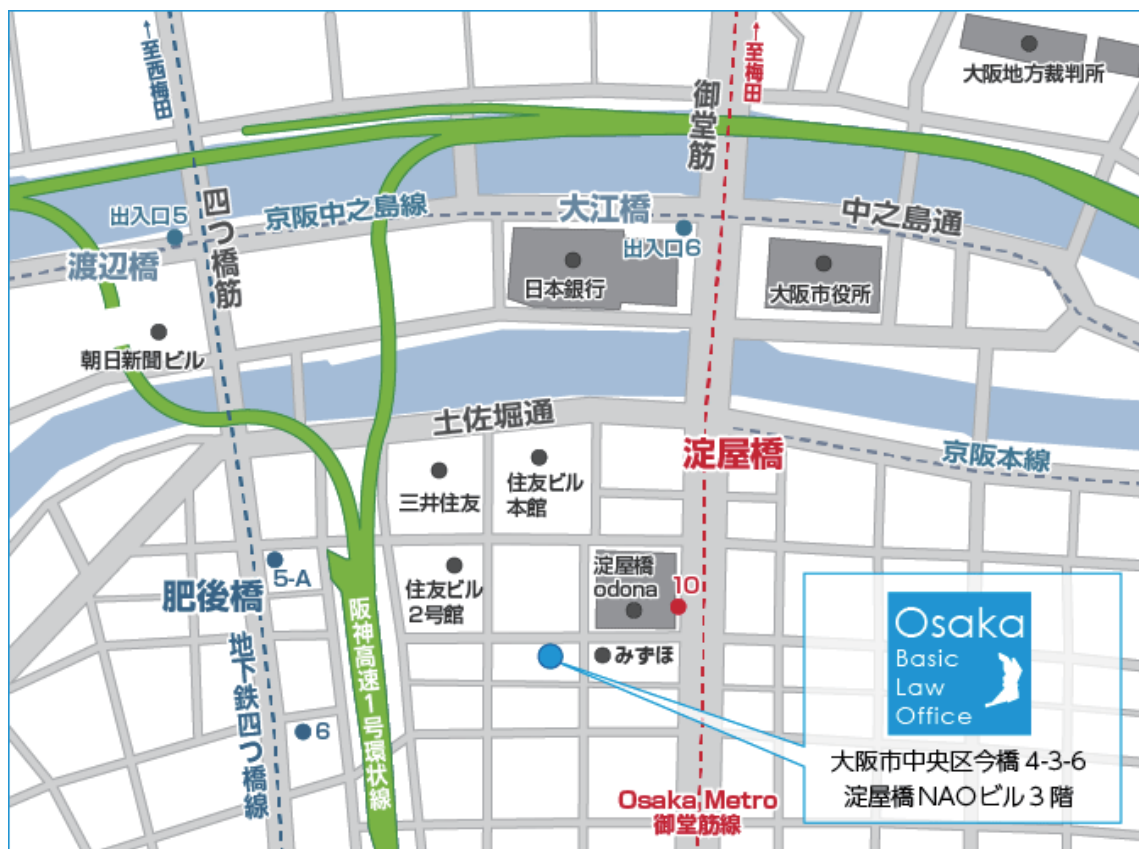 ←至西梅田
←至梅田
大阪地方裁判所
御堂筋
四つ橋筋
出入口5
京阪中之島線
大江橋
出入口6
中之島通
渡辺橋
日本銀行
大阪市役所
朝日新聞ビル
土佐堀通
淀屋橋
京阪本線
三井住友
住友ビル
本館
5-A
肥後橋
住友ビル
2号館
淀屋橋
odona
10
みずほ
地下鉄四つ橋線
6
阪神高速1号環状線
Osaka Metro
御堂筋線
Osaka
Basic
Law
Office
大阪市中央区今橋 4-3-6
淀屋橋NAOビル3階